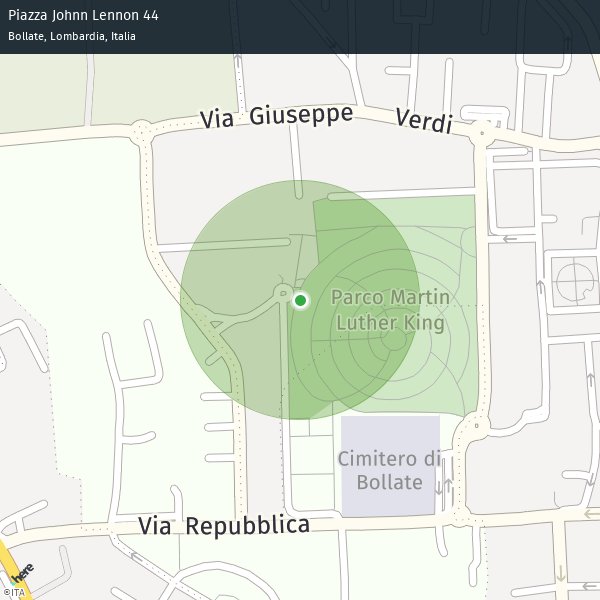 Piazza Johnn Lennon 44
Bollate, Lombardia, Italia
Via Giuseppe Verdi
Parco Martin
Luther King
Cimitero di
Bollate
Via Repubblica
here
©ITA